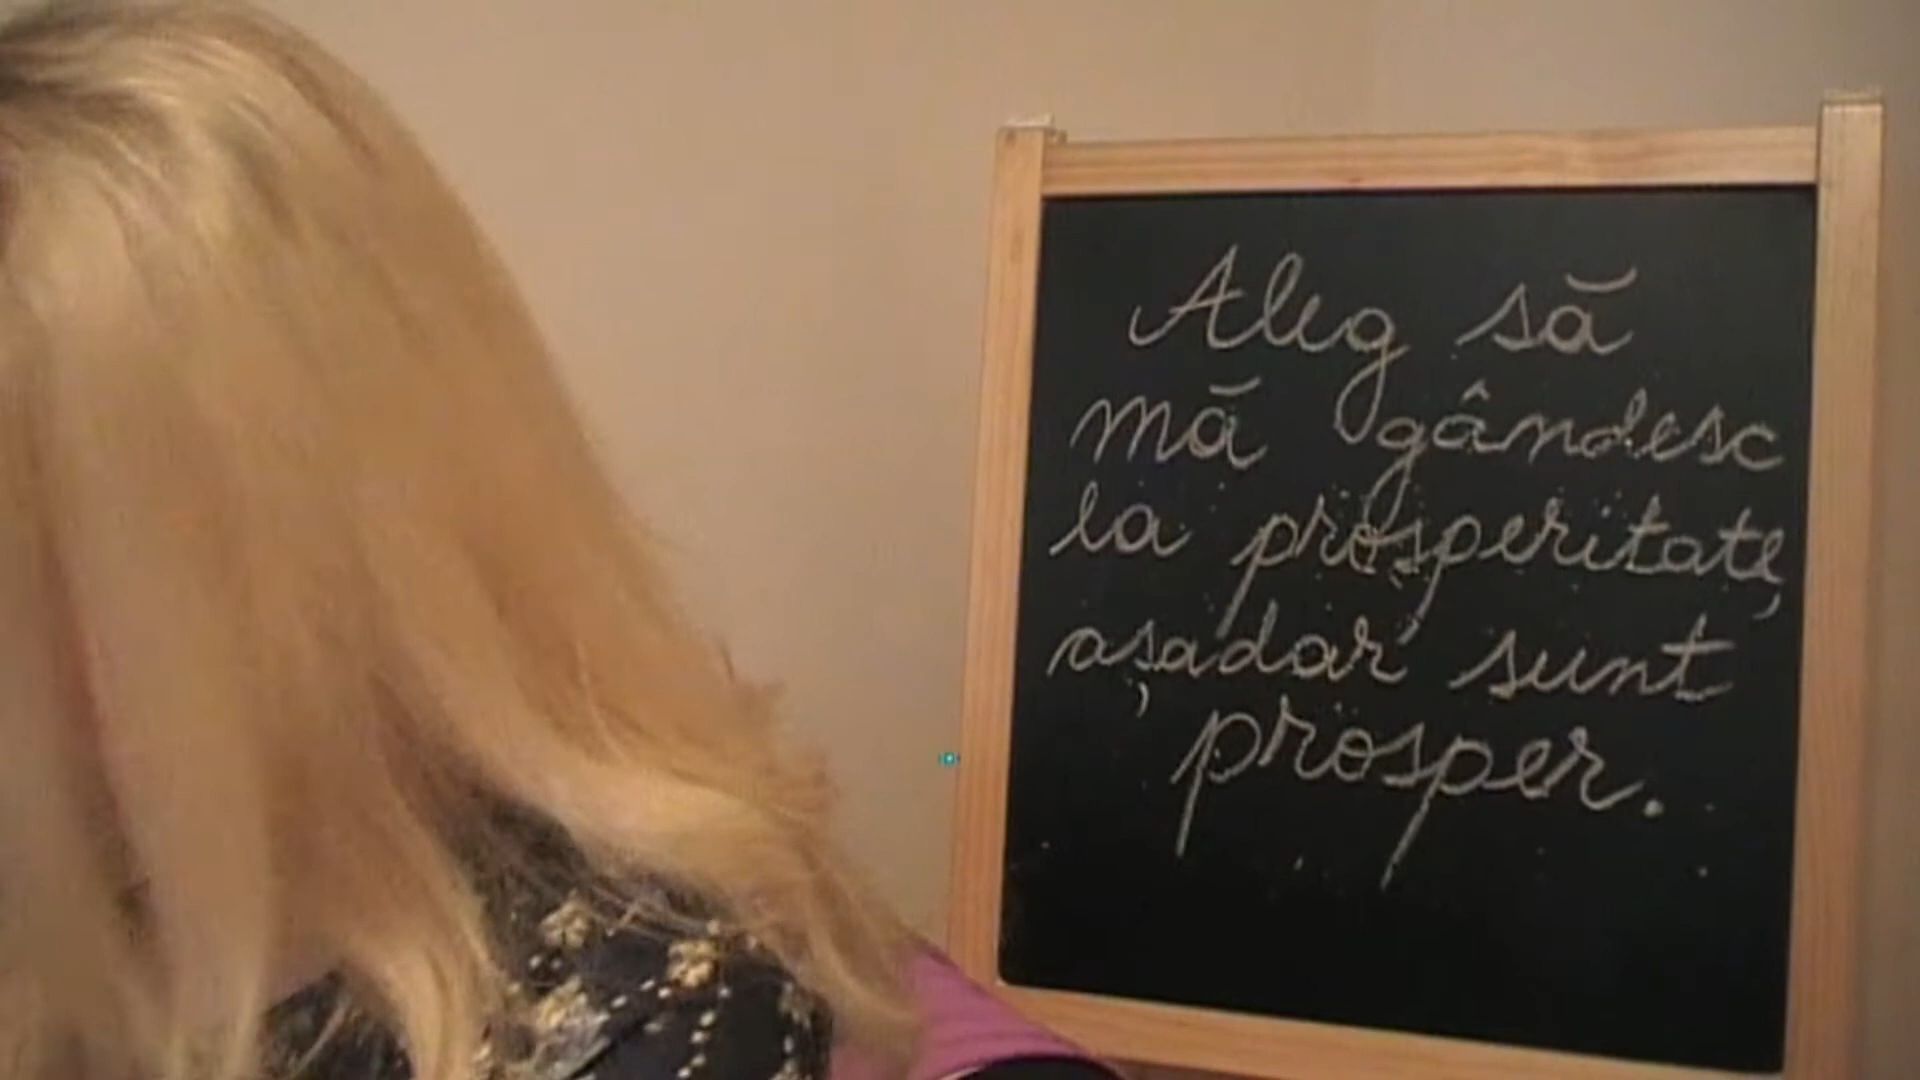 Aleg să
mă gândesc
la prosperitate,
așadar sunt
prosper.